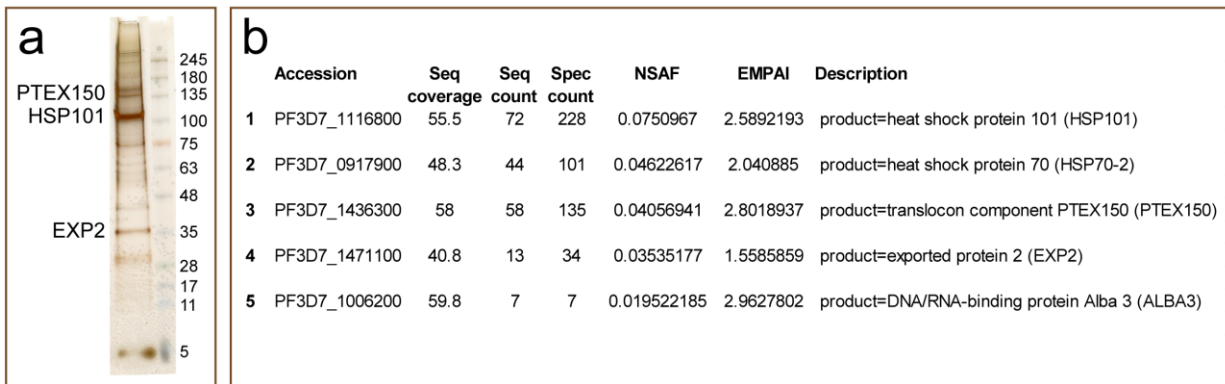 a
PTEX150
HSP101
EXP2
245
180
135
100
75
63
48
35
28
17
11
5
b
Accession Seq coverage Seq count Spec count NSAF EMPAI Description
1 PF3D7_1116800 55.5 72 228 0.0750967 2.5892193 product=heat shock protein 101 (HSP101)
2 PF3D7_0917900 48.3 44 101 0.04622617 2.040885 product=heat shock protein 70 (HSP70-2)
3 PF3D7_1436300 58 58 135 0.04056941 2.8018937 product=translocon component PTEX150 (PTEX150)
4 PF3D7_1471100 40.8 13 34 0.03535177 1.5585859 product=exported protein 2 (EXP2)
5 PF3D7_1006200 59.8 7 7 0.019522185 2.9627802 product=DNA/RNA-binding protein Alba 3 (ALBA3)